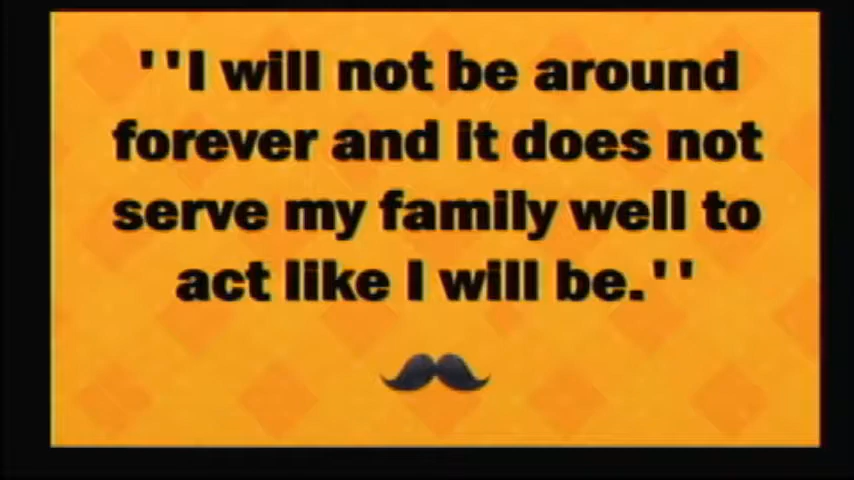 ''I will not be around
forever and it does not
serve my family well to
act like I will be.''